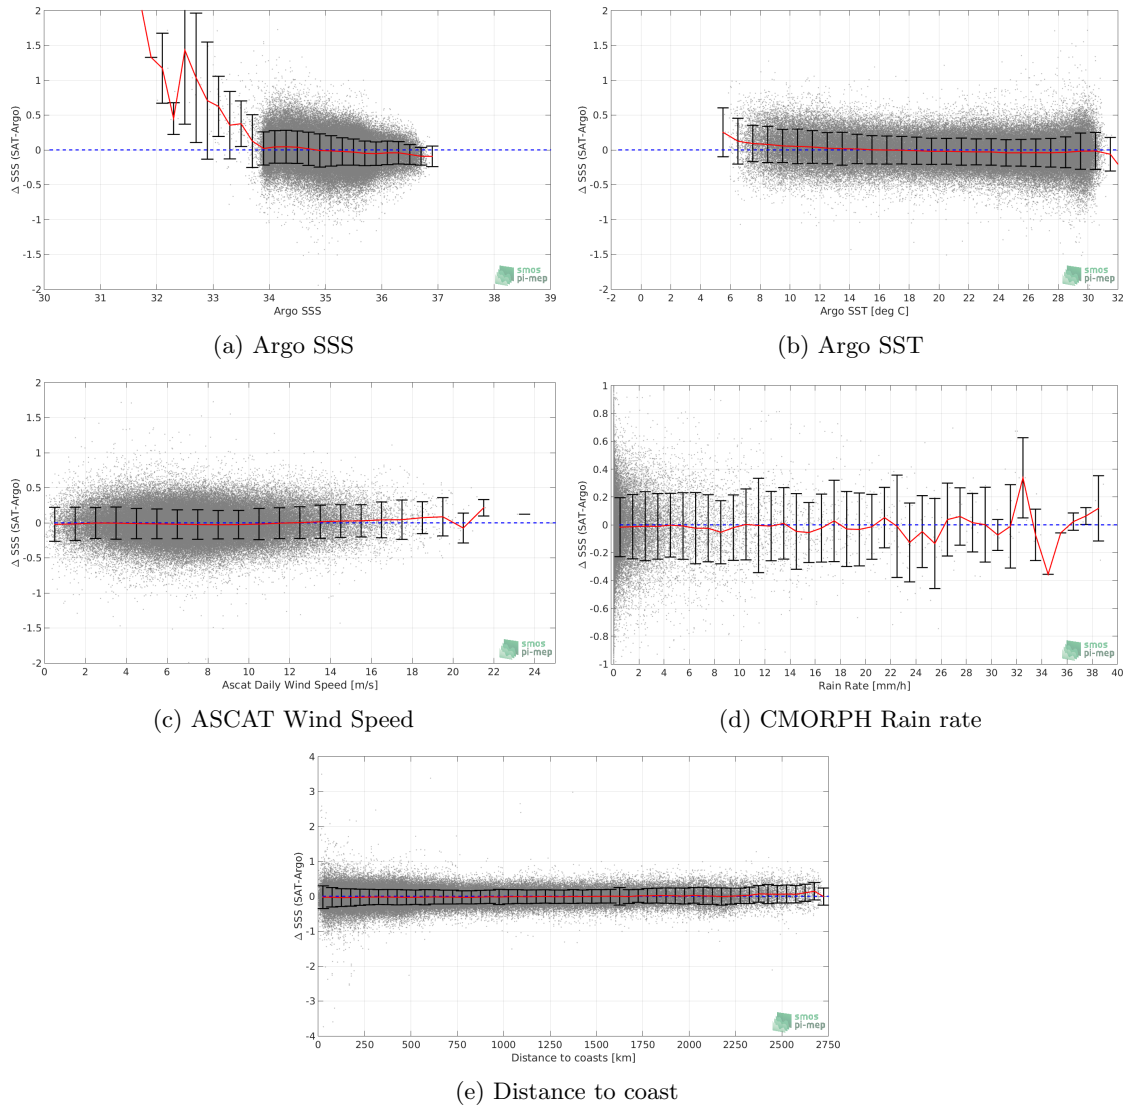 2
1.5
1
0.5
0
-0.5
-1
-1.5
-2
Δ SSS (SAT-Argo)
30 31 32 33 34 35 36 37 38 39
Argo SSS
smos
pi-mep
(a) Argo SSS
2
1.5
1
0.5
0
-0.5
-1
-1.5
-2
Δ SSS (SAT-Argo)
-2 0 2 4 6 8 10 12 14 16 18 20 22 24 26 28 30 32
Argo SST [deg C]
smos
pi-mep
(b) Argo SST
2
1.5
1
0.5
0
-0.5
-1
-1.5
-2
Δ SSS (SAT-Argo)
0 2 4 6 8 10 12 14 16 18 20 22 24
Ascat Daily Wind Speed [m/s]
smos
pi-mep
(c) ASCAT Wind Speed
1
0.8
0.6
0.4
0.2
0
-0.2
-0.4
-0.6
-0.8
-1
Δ SSS (SAT-Argo)
0 2 4 6 8 10 12 14 16 18 20 22 24 26 28 30 32 34 36 38 40
Rain Rate [mm/h]
smos
pi-mep
(d) CMORPH Rain rate
4
3
2
1
0
-1
-2
-3
-4
Δ SSS (SAT-Argo)
0 250 500 750 1000 1250 1500 1750 2000 2250 2500 2750
Distance to coasts [km]
smos
pi-mep
(e) Distance to coast